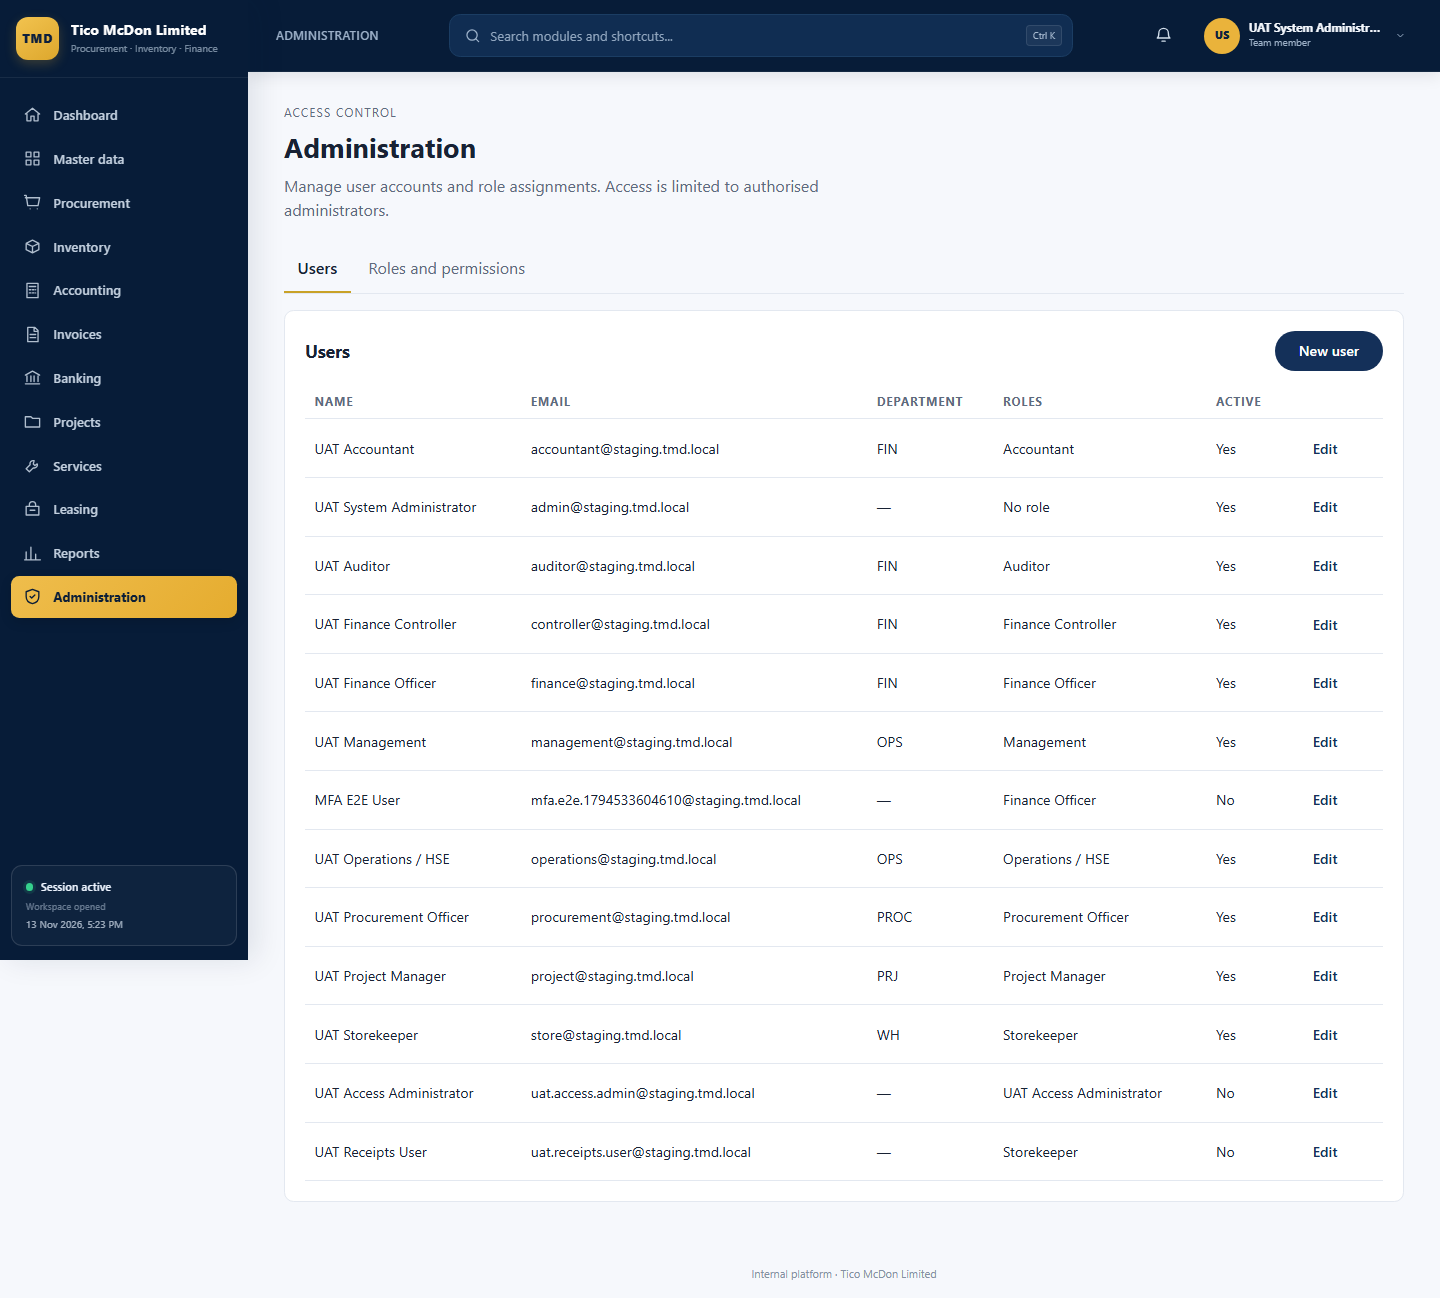 TMD
Tico McDon Limited
Procurement · Inventory · Finance
ADMINISTRATION
Search modules and shortcuts...
Ctrl K
US
UAT System Administr...
Team member
Dashboard
Master data
Procurement
Inventory
Accounting
Invoices
Banking
Projects
Services
Leasing
Reports
Administration
Session active
Workspace opened
13 Nov 2026, 5:23 PM
ACCESS CONTROL
Administration
Manage user accounts and role assignments. Access is limited to authorised
administrators.
Users Roles and permissions
Users
New user
NAME EMAIL DEPARTMENT ROLES ACTIVE
UAT Accountant accountant@staging.tmd.local FIN Accountant Yes Edit
UAT System Administrator admin@staging.tmd.local — No role Yes Edit
UAT Auditor auditor@staging.tmd.local FIN Auditor Yes Edit
UAT Finance Controller controller@staging.tmd.local FIN Finance Controller Yes Edit
UAT Finance Officer finance@staging.tmd.local FIN Finance Officer Yes Edit
UAT Management management@staging.tmd.local OPS Management Yes Edit
MFA E2E User mfa.e2e.1794533604610@staging.tmd.local — Finance Officer No Edit
UAT Operations / HSE operations@staging.tmd.local OPS Operations / HSE Yes Edit
UAT Procurement Officer procurement@staging.tmd.local PROC Procurement Officer Yes Edit
UAT Project Manager project@staging.tmd.local PRJ Project Manager Yes Edit
UAT Storekeeper store@staging.tmd.local WH Storekeeper Yes Edit
UAT Access Administrator uat.access.admin@staging.tmd.local — UAT Access Administrator No Edit
UAT Receipts User uat.receipts.user@staging.tmd.local — Storekeeper No Edit
Internal platform · Tico McDon Limited